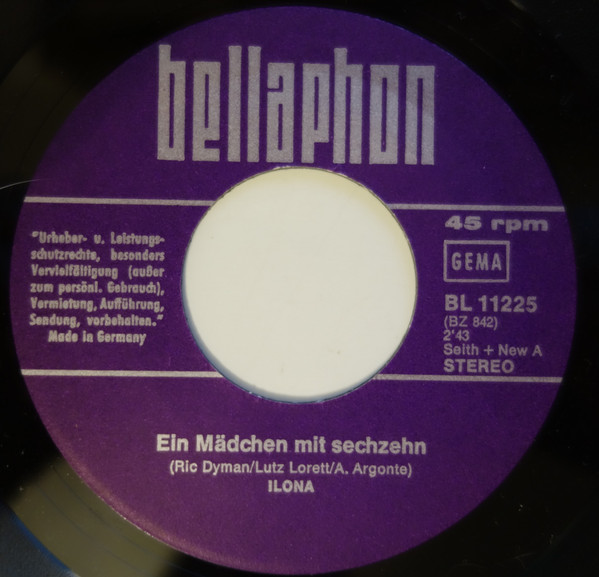 bellaphon
"Urheber- u. Leistungs-
schutzrechte, besonders
Vervielfältigung (außer
zum persönl. Gebrauch),
Vermietung, Aufführung,
Sendung, vorbehalten."
Made in Germany
45 rpm
GEMA
BL 11225
(BZ 842)
2'43
Seith + New A
STEREO
Ein Mädchen mit sechzehn
(Ric Dyman/Lutz Lorett/A. Argonte)
ILONA